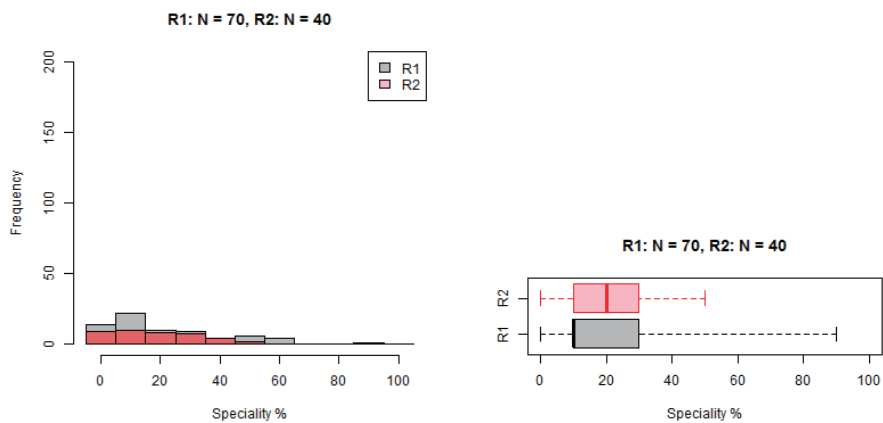 R1: N = 70, R2: N = 40
200
150
100
50
0
Frequency
R1
R2
0 20 40 60 80 100
Speciality %
R1: N = 70, R2: N = 40
R2
R1
0 20 40 60 80 100
Speciality %